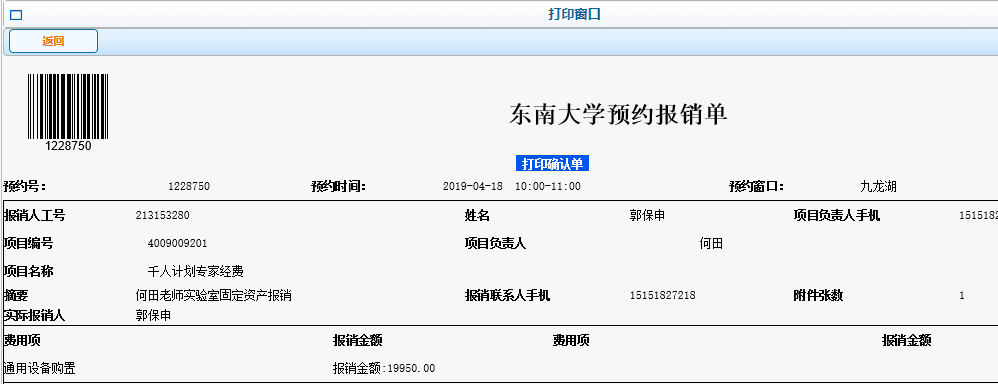 打印窗口
返回
东南大学预约报销单
1228750
打印确认单
预约号： 1228750 预约时间： 2019-04-18 10:00-11:00 预约窗口： 九龙湖
报销人工号 213153280 姓名 郭保申 项目负责人手机 1515182
项目编号 4009009201 项目负责人 何田
项目名称 千人计划专家经费
摘要 何田老师实验室固定资产报销 报销联系人手机 15151827218 附件张数 1
实际报销人 郭保申
费用项 报销金额 费用项 报销金额
通用设备购置 报销金额:19950.00